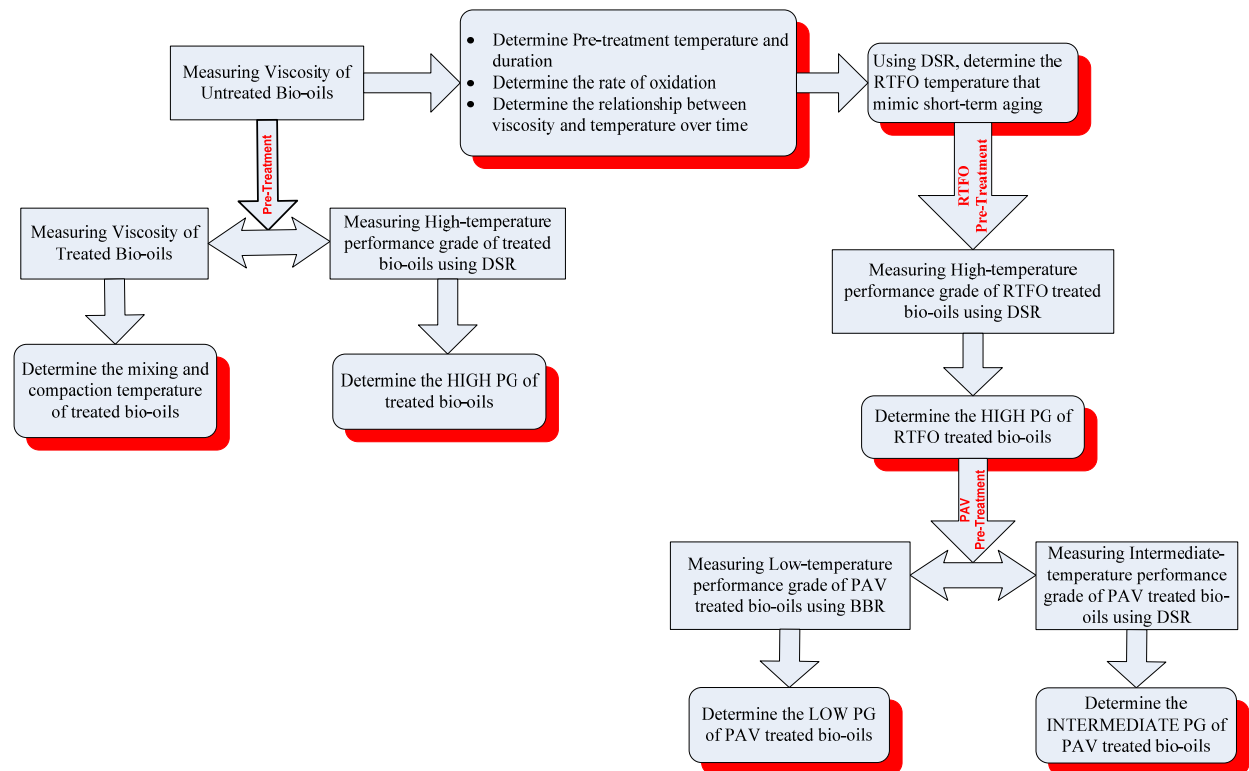 Measuring Viscosity of
Untreated Bio-oils
• Determine Pre-treatment temperature and
duration
• Determine the rate of oxidation
• Determine the relationship between
viscosity and temperature over time
Using DSR, determine the
RTFO temperature that
mimic short-term aging
Pre-Treatment
RTFO
Pre-Treatment
Measuring Viscosity of
Treated Bio-oils
Measuring High-temperature
performance grade of treated
bio-oils using DSR
Measuring High-temperature
performance grade of RTFO treated
bio-oils using DSR
Determine the mixing and
compaction temperature
of treated bio-oils
Determine the HIGH PG of
treated bio-oils
Determine the HIGH PG of
RTFO treated bio-oils
PAV
Pre-Treatment
Measuring Low-temperature
performance grade of PAV
treated bio-oils using BBR
Measuring Intermediate-
temperature performance
grade of PAV treated bio-
oils using DSR
Determine the LOW PG
of PAV treated bio-oils
Determine the
INTERMEDIATE PG of
PAV treated bio-oils